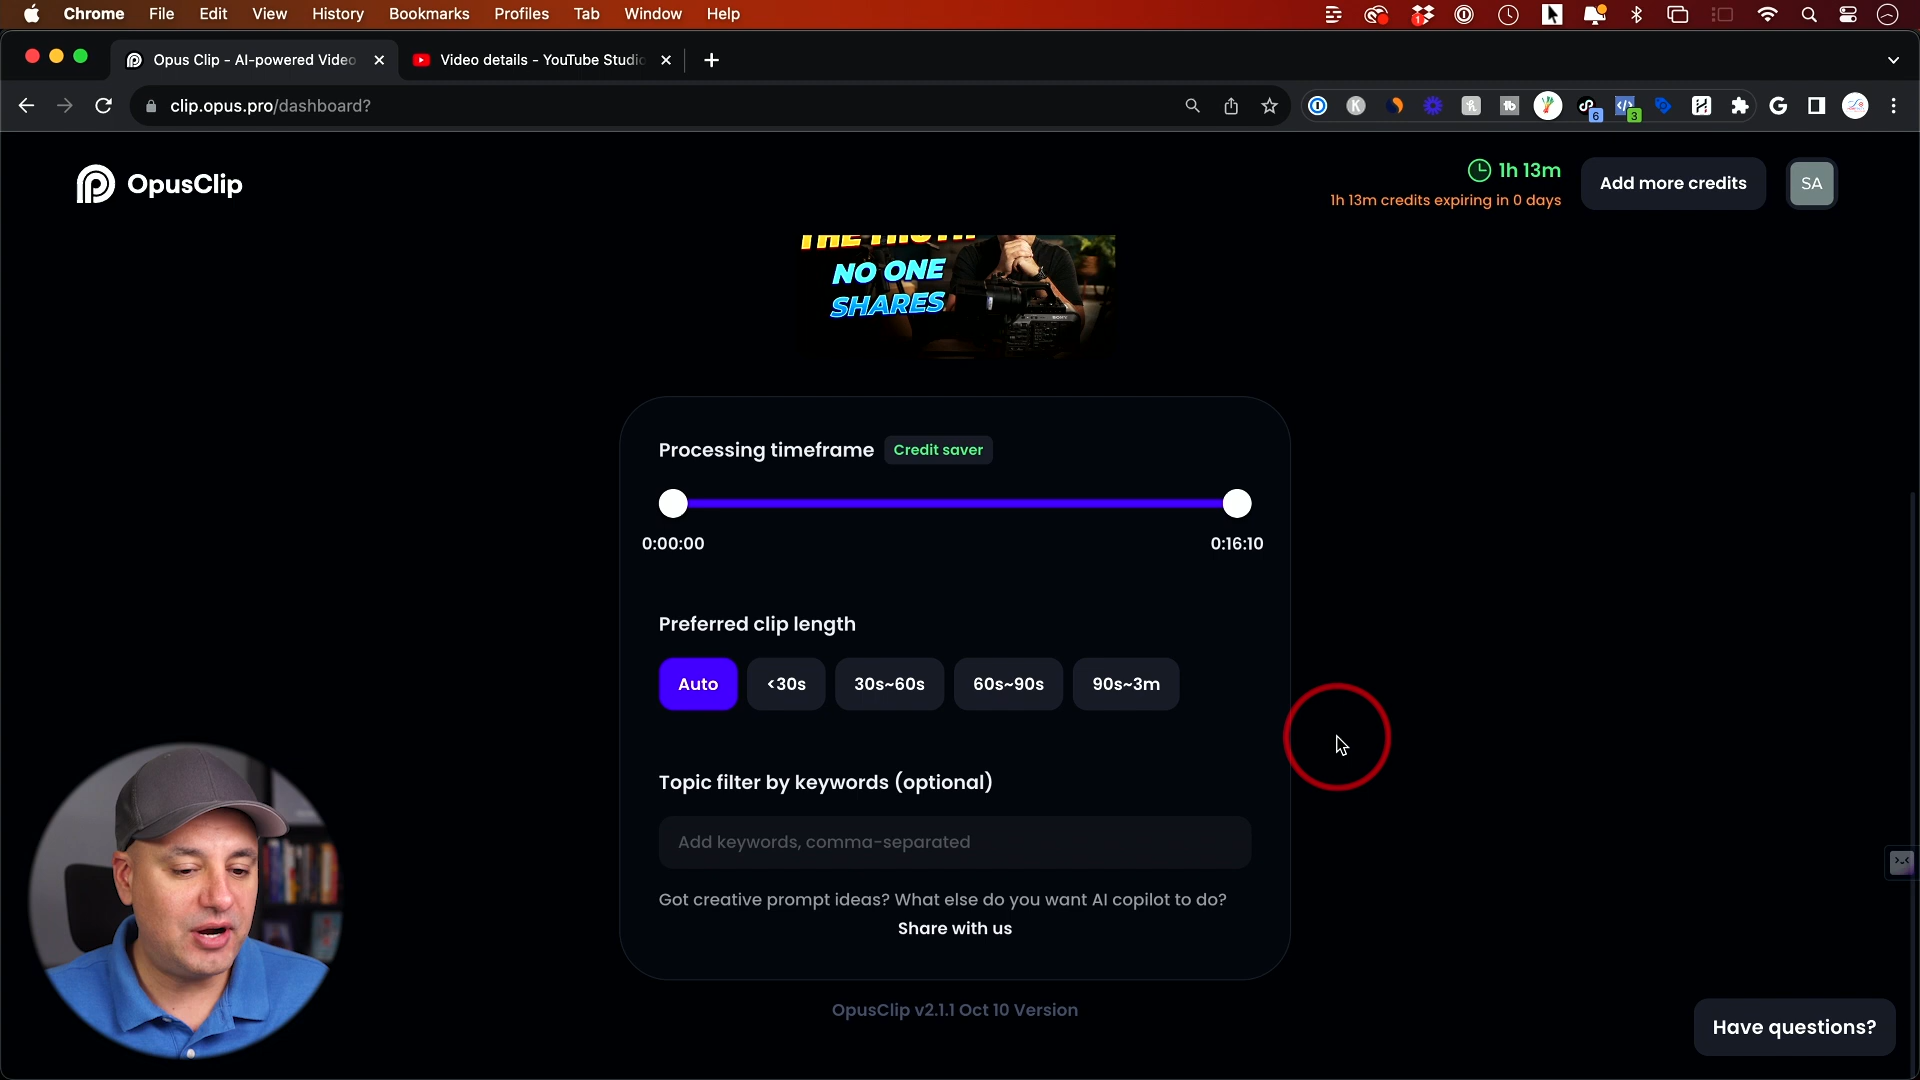 Chrome File Edit View History Bookmarks Profiles Tab Window Help
Opus Clip - AI-powered Video
Video details - YouTube Studio
clip.opus.pro/dashboard?
6
3
OpusClip
1h 13m
1h 13m credits expiring in 0 days
Add more credits
SA
NO ONE
SHARES
SONY
Processing timeframe
Credit saver
0:00:00
0:16:10
Preferred clip length
Auto
<30s
30s~60s
60s~90s
90s~3m
Topic filter by keywords (optional)
Add keywords, comma-separated
Got creative prompt ideas? What else do you want AI copilot to do?
Share with us
OpusClip v2.1.1 Oct 10 Version
Have questions?